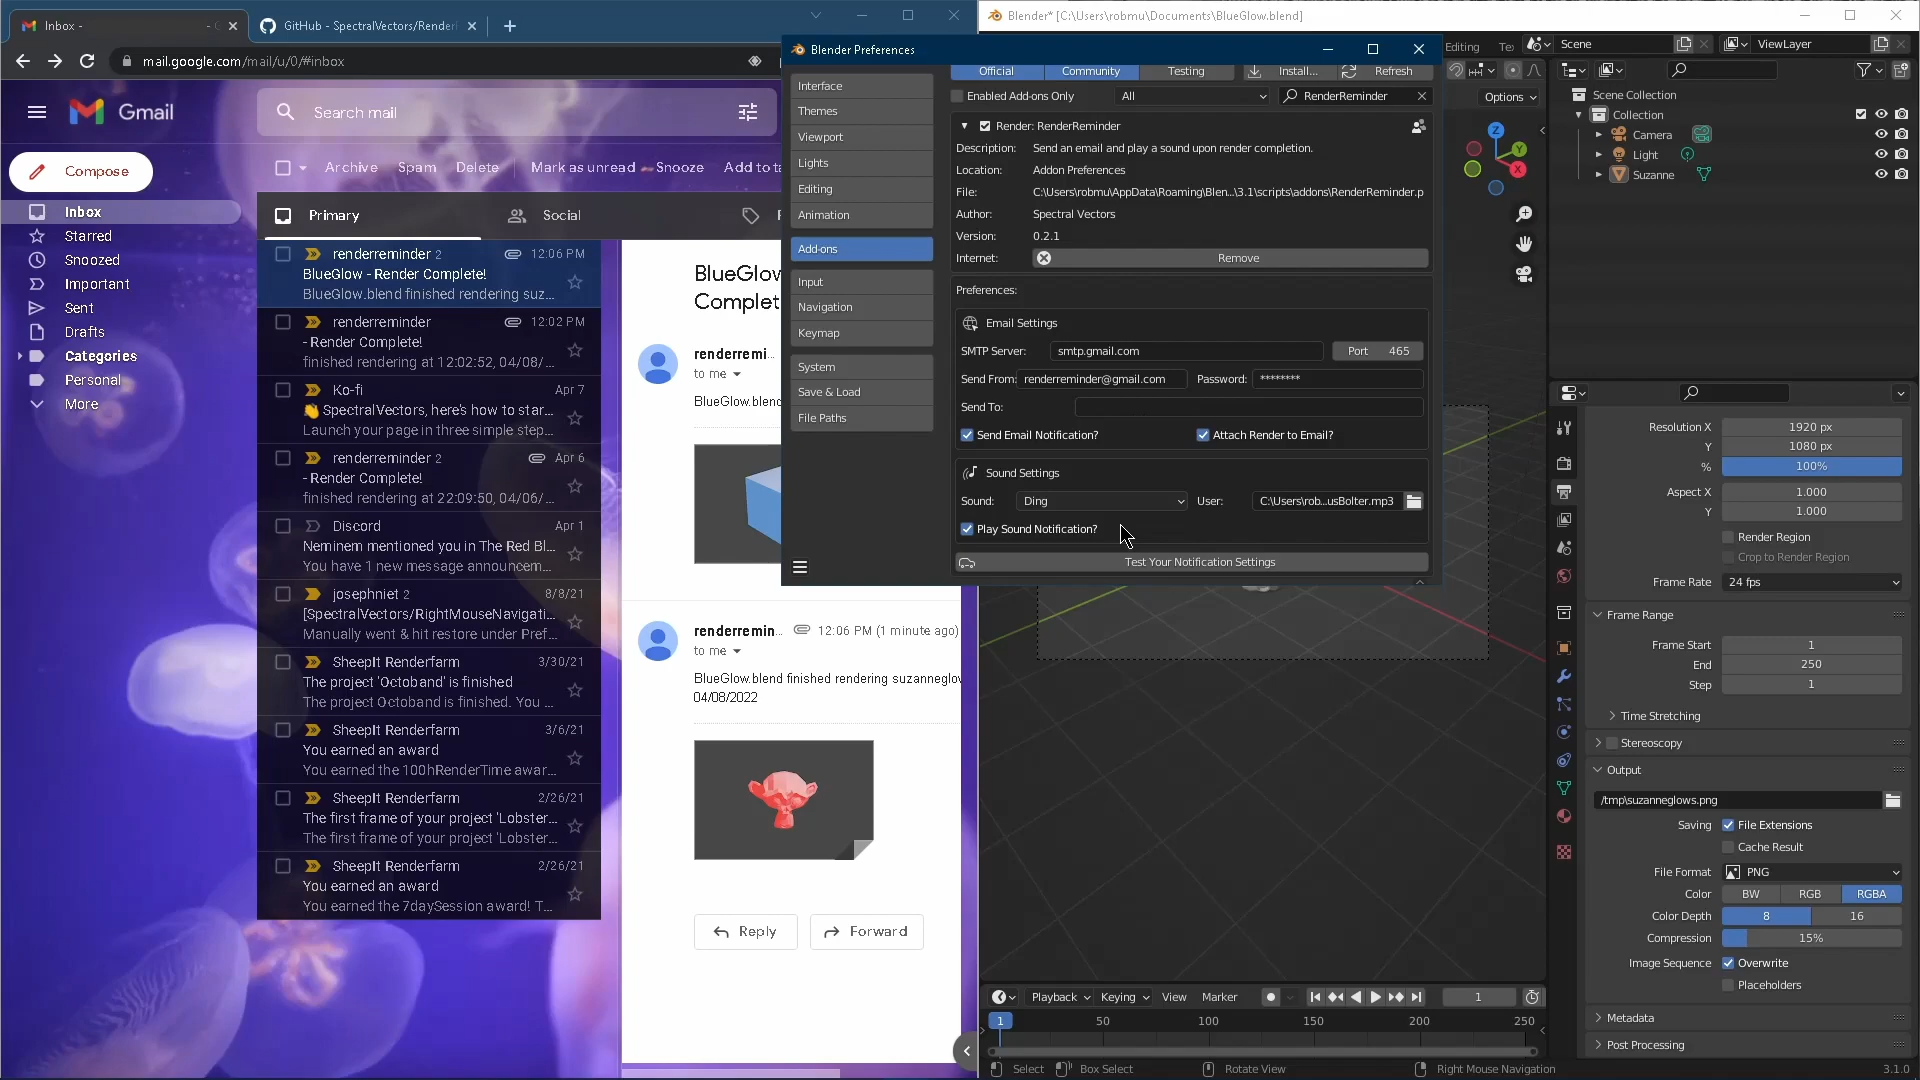 Inbox -
GitHub - SpectralVectors/Render
mail.google.com/mail/u/0/#inbox
Gmail
Search mail
Compose
Archive
Spam
Delete
Mark as unread
Snooze
Add to ta
Inbox
Starred
Snoozed
Important
Sent
Drafts
Categories
Personal
More
Primary
Social
renderreminder 2
12:06 PM
BlueGlow - Render Complete!
BlueGlow.blend finished rendering suz...
renderreminder
12:02 PM
- Render Complete!
finished rendering at 12:02:52, 04/08/...
Ko-fi
Apr 7
👏 SpectralVectors, here's how to star...
Launch your page in three simple step...
renderreminder 2
Apr 6
- Render Complete!
finished rendering at 22:09:50, 04/06/...
Discord
Apr 1
Neminem mentioned you in The Red Bl...
You have 1 new message announcem...
josephniet 2
8/8/21
[SpectralVectors/RightMouseNavigati...
Manually went & hit restore under Pref...
SheepIt Renderfarm
3/30/21
The project 'Octoband' is finished
The project Octoband is finished. You ...
SheepIt Renderfarm
3/6/21
You earned an award
You earned the 100hRenderTime awar...
SheepIt Renderfarm
2/26/21
The first frame of your project 'Lobster...
The first frame of your project 'Lobster...
SheepIt Renderfarm
2/26/21
You earned an award
You earned the 7daySession award! T...
BlueGlow
Complet
renderremi...
to me
BlueGlow.blend
renderremin...
12:06 PM (1 minute ago)
to me
BlueGlow.blend finished rendering suzanneglow
04/08/2022
Reply
Forward
Blender* [C:\Users\robmu\Documents\BlueGlow.blend]
Blender Preferences
Interface
Themes
Viewport
Lights
Editing
Animation
Add-ons
Input
Navigation
Keymap
System
Save & Load
File Paths
Official
Community
Testing
Install...
Refresh
Enabled Add-ons Only
All
RenderReminder
Render: RenderReminder
Description:
Send an email and play a sound upon render completion.
Location:
Addon Preferences
File:
C:\Users\robmu\AppData\Roaming\Blen...\3.1\scripts\addons\RenderReminder.p
Author:
Spectral Vectors
Version:
0.2.1
Internet:
Remove
Preferences:
Email Settings
SMTP Server:
smtp.gmail.com
Port
465
Send From:
renderreminder@gmail.com
Password:
********
Send To:
Send Email Notification?
Attach Render to Email?
Sound Settings
Sound:
Ding
User:
C:\Users\rob...usBolter.mp3
Play Sound Notification?
Test Your Notification Settings
Editing
Te
Scene
ViewLayer
Options
Z
Y
X
Scene Collection
Collection
Camera
Light
Suzanne
Resolution X
1920 px
Y
1080 px
%
100%
Aspect X
1.000
Y
1.000
Render Region
Crop to Render Region
Frame Rate
24 fps
Frame Range
Frame Start
1
End
250
Step
1
Time Stretching
Stereoscopy
Output
/tmp\suzanneglows.png
Saving
File Extensions
Cache Result
File Format
PNG
Color
BW
RGB
RGBA
Color Depth
8
16
Compression
15%
Image Sequence
Overwrite
Placeholders
Metadata
Post Processing
Playback
Keying
View
Marker
1
1
50
100
150
200
250
Select
Box Select
Rotate View
Right Mouse Navigation
3.1.0